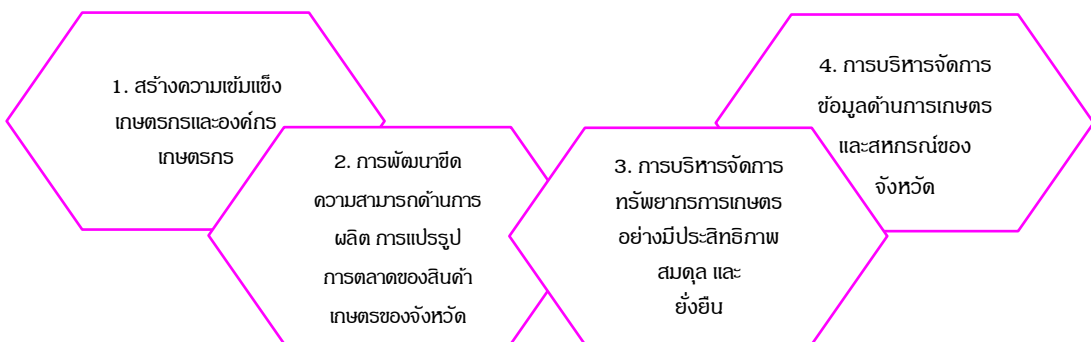 1. สร้างความเข้มแข็ง
เกษตรกรและองค์กร
เกษตรกร
2. การพัฒนาขีด
ความสามารถด้านการ
ผลิต การแปรรูป
การตลาดของสินค้า
เกษตรของจังหวัด
3. การบริหารจัดการ
ทรัพยากรการเกษตร
อย่างมีประสิทธิภาพ
สมดุล และ
ยั่งยืน
4. การบริหารจัดการ
ข้อมูลด้านการเกษตร
และสหกรณ์ของ
จังหวัด